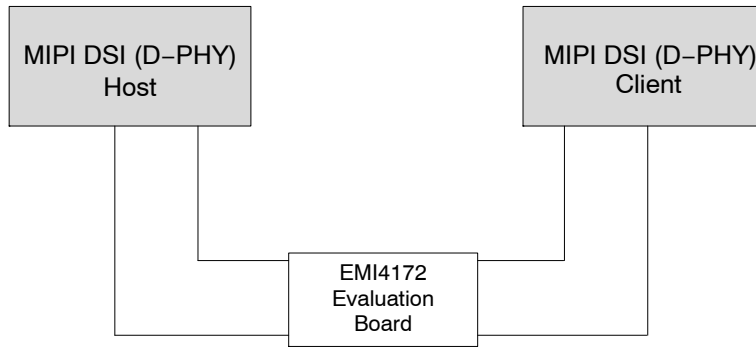 MIPI DSI (D−PHY)
Host
MIPI DSI (D−PHY)
Client
EMI4172
Evaluation
Board